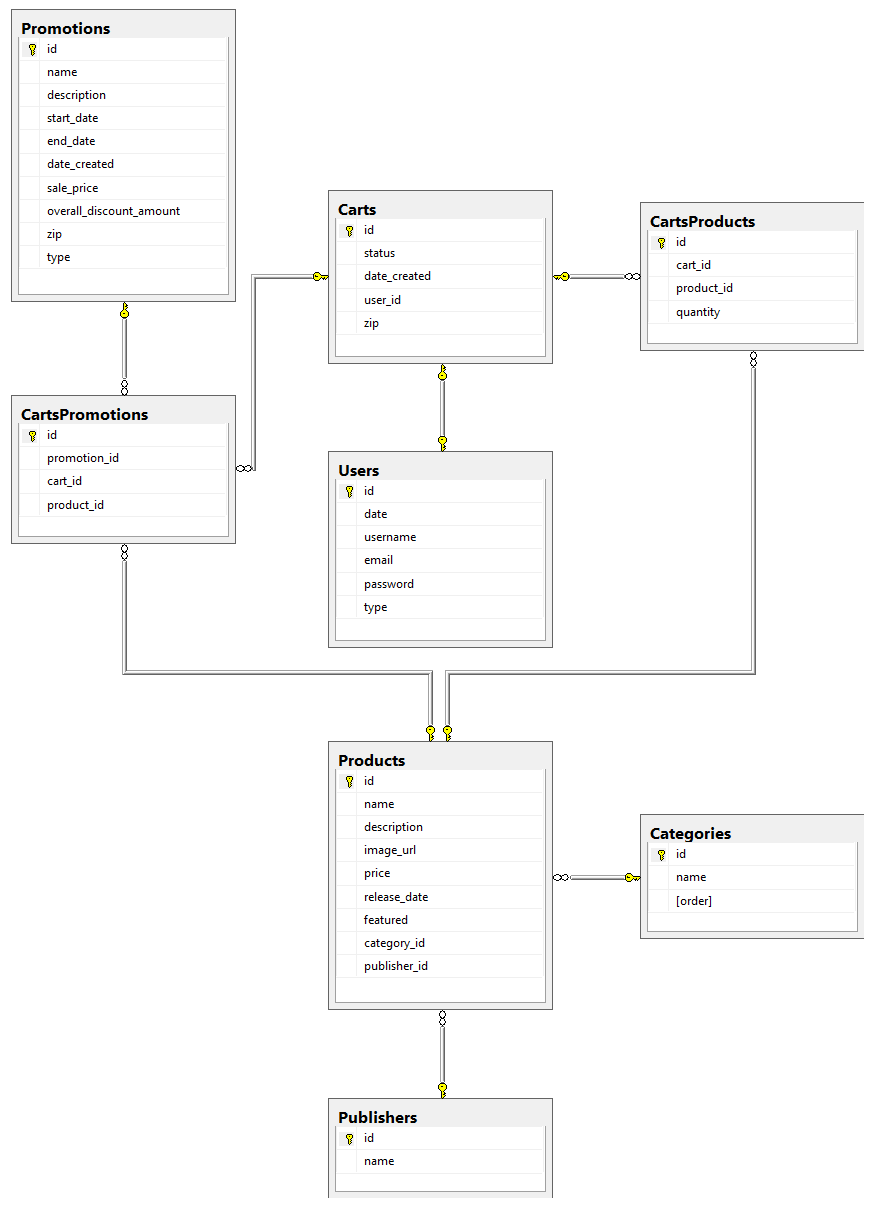 Promotions
id
name
description
start_date
end_date
date_created
sale_price
overall_discount_amount
zip
type
Carts
id
status
date_created
user_id
zip
CartsProducts
id
cart_id
product_id
quantity
CartsPromotions
id
promotion_id
cart_id
product_id
Users
id
date
username
email
password
type
Products
id
name
description
image_url
price
release_date
featured
category_id
publisher_id
Categories
id
name
[order]
Publishers
id
name